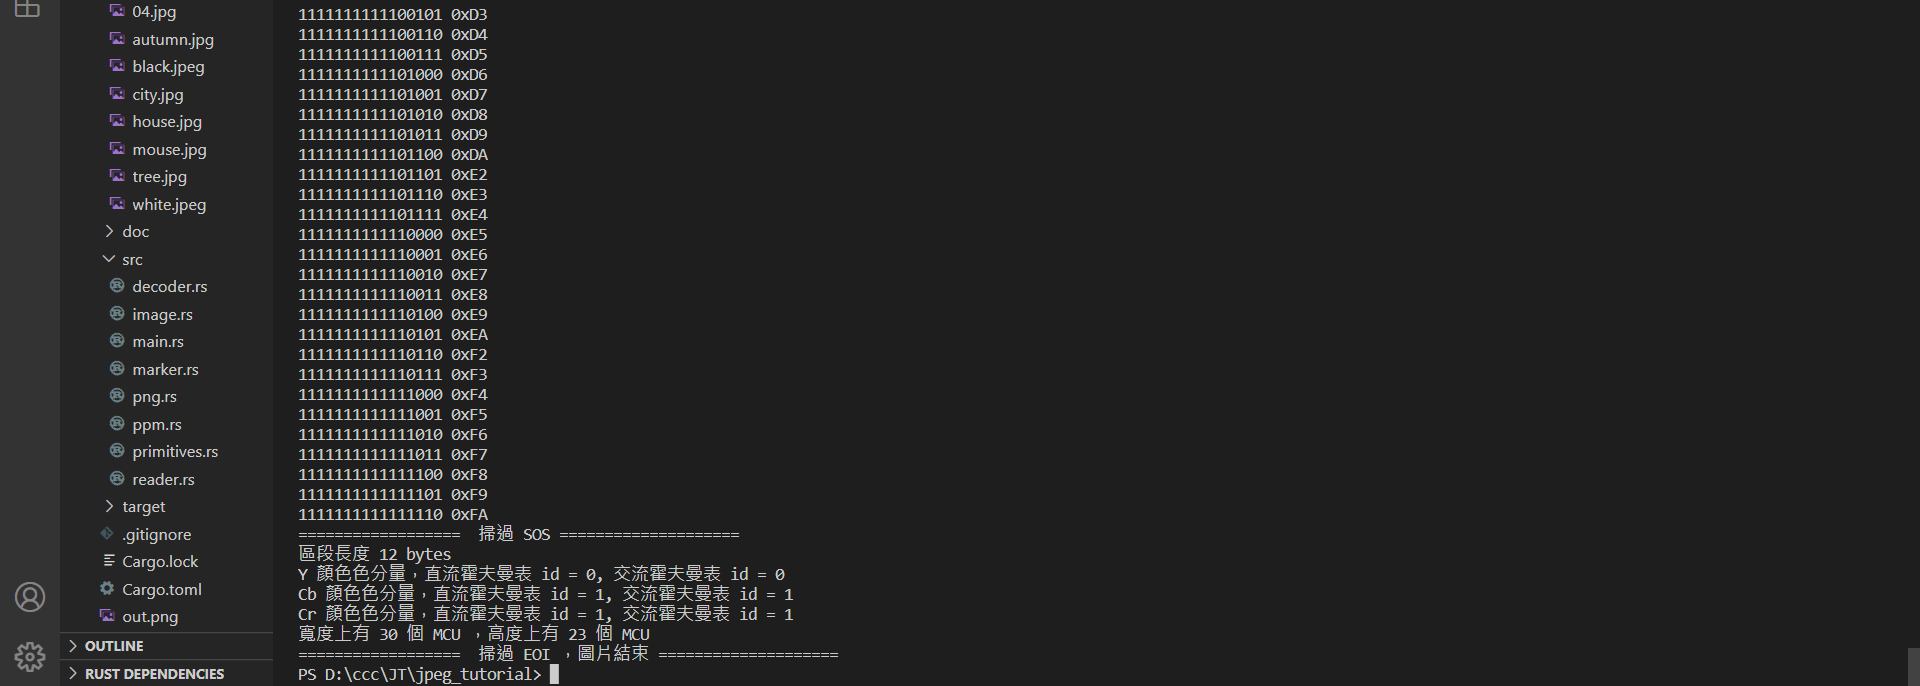 04.jpg
autumn.jpg
black.jpeg
city.jpg
house.jpg
mouse.jpg
tree.jpg
white.jpeg
doc
src
decoder.rs
image.rs
main.rs
marker.rs
png.rs
ppm.rs
primitives.rs
reader.rs
target
.gitignore
Cargo.lock
Cargo.toml
out.png
OUTLINE
RUST DEPENDENCIES
1111111111100101 0xD3
1111111111100110 0xD4
1111111111100111 0xD5
1111111111101000 0xD6
1111111111101001 0xD7
1111111111101010 0xD8
1111111111101011 0xD9
1111111111101100 0xDA
1111111111101101 0xE2
1111111111101110 0xE3
1111111111101111 0xE4
1111111111110000 0xE5
1111111111110001 0xE6
1111111111110010 0xE7
1111111111110011 0xE8
1111111111110100 0xE9
1111111111110101 0xEA
1111111111110110 0xF2
1111111111110111 0xF3
1111111111111000 0xF4
1111111111111001 0xF5
1111111111111010 0xF6
1111111111111011 0xF7
1111111111111100 0xF8
1111111111111101 0xF9
1111111111111110 0xFA
==================  掃過 SOS ====================
區段長度 12 bytes
Y 顏色色分量，直流霍夫曼表 id = 0, 交流霍夫曼表 id = 0
Cb 顏色色分量，直流霍夫曼表 id = 1, 交流霍夫曼表 id = 1
Cr 顏色色分量，直流霍夫曼表 id = 1, 交流霍夫曼表 id = 1
寬度上有 30 個 MCU ，高度上有 23 個 MCU
==================  掃過 EOI ，圖片結束 ====================
PS D:\ccc\JT\jpeg_tutorial>